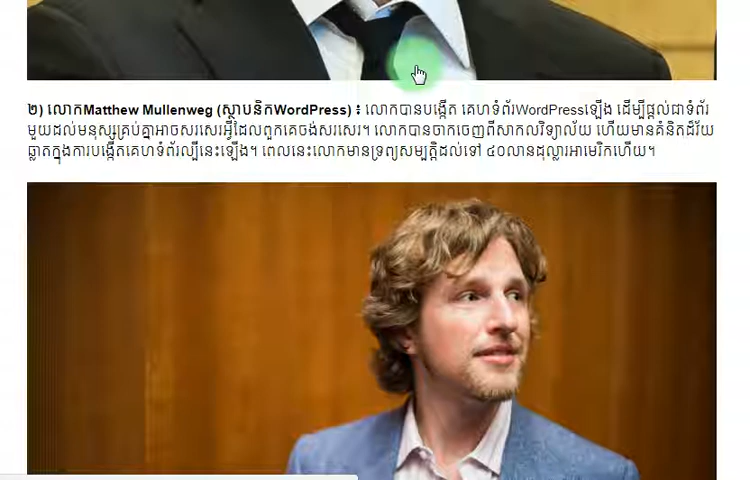 ២) លោកMatthew Mullenweg (ស្ថាបនិកWordPress) ៖ លោកបានបង្កើត គេហទំព័រWordPressឡើង ដើម្បីផ្តល់ជាទំព័រ
មួយដល់មនុស្សគ្រប់គ្នាអាចសរសេរអ្វីដែលពួកគេចង់សរសេរ។ លោកបានចាកចេញពីសាកលវិទ្យាល័យ ហើយមានគំនិតដ៏វ័យ
ឆ្លាតក្នុងការបង្កើតគេហទំព័រល្បីនេះឡើង។ ពេលនេះលោកមានទ្រព្យសម្បត្តិដល់ទៅ ៤០លានដុល្លារអាមេរិកហើយ។